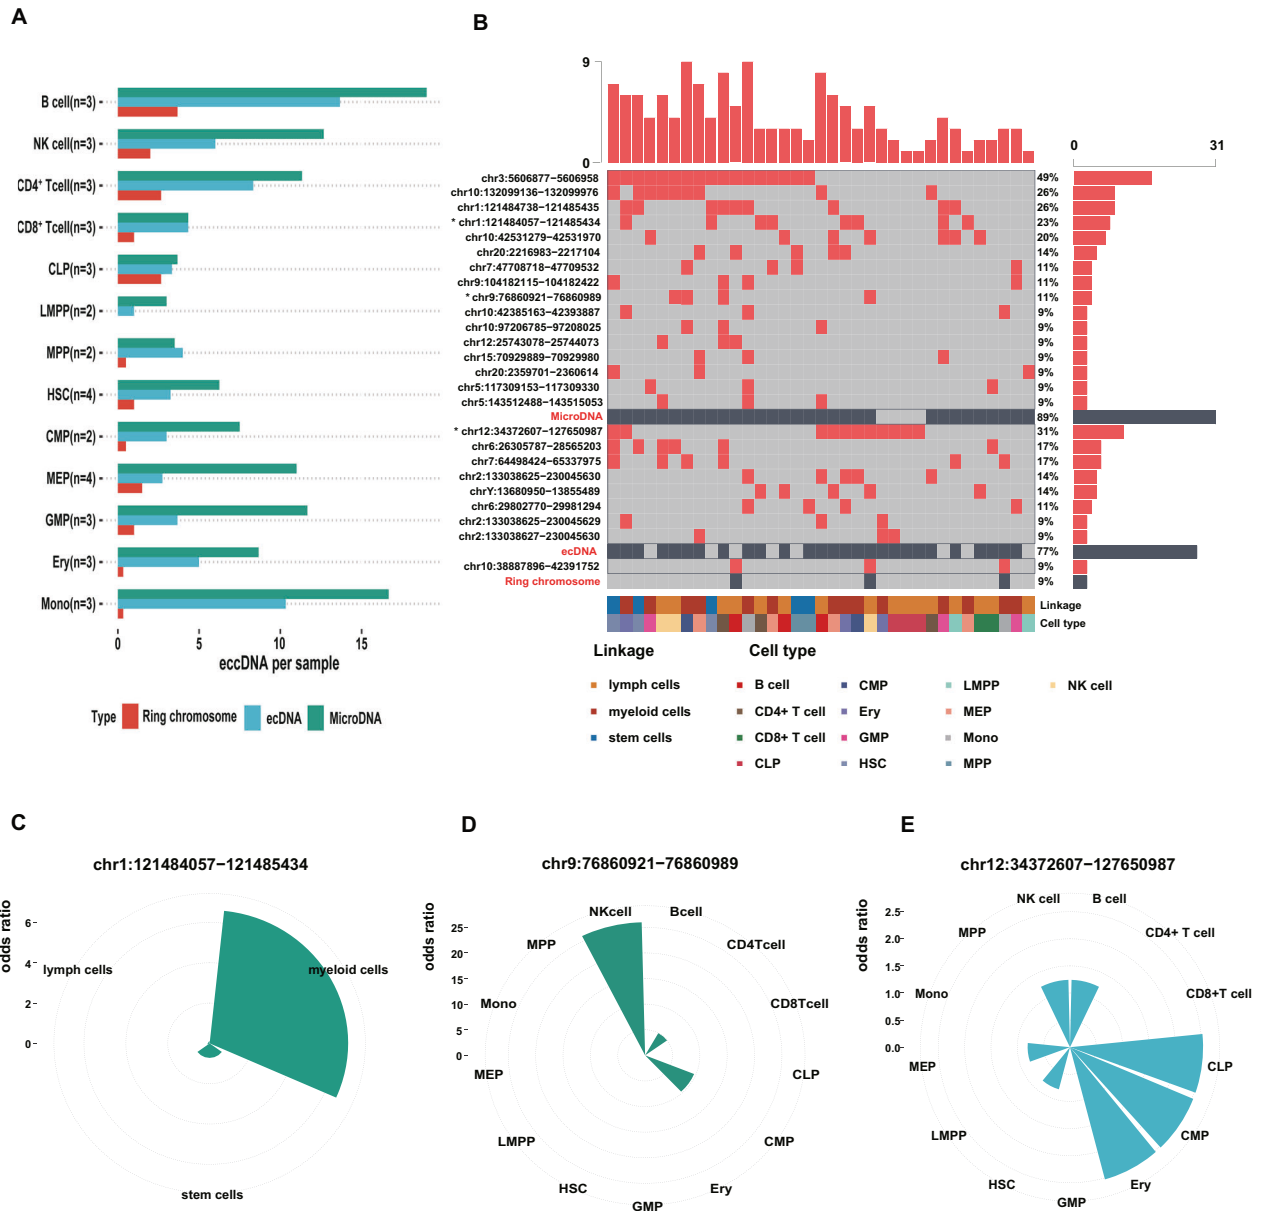 A
B cell(n=3)
NK cell(n=3)
CD4⁺ Tcell(n=3)
CD8⁺ Tcell(n=3)
CLP(n=3)
LMPP(n=2)
MPP(n=2)
HSC(n=4)
CMP(n=2)
MEP(n=4)
GMP(n=3)
Ery(n=3)
Mono(n=3)
0 5 10 15
eccDNA per sample
Type Ring chromosome ecDNA MicroDNA
B
9
0
0 31
chr3:5606877−5606958 49%
chr10:132099136−132099976 26%
chr1:121484738−121485435 26%
* chr1:121484057−121485434 23%
chr10:42531279−42531970 20%
chr20:2216983−2217104 14%
chr7:47708718−47709532 11%
chr9:104182115−104182422 11%
* chr9:76860921−76860989 11%
chr10:42385163−42393887 9%
chr10:97206785−97208025 9%
chr12:25743078−25744073 9%
chr15:70929889−70929980 9%
chr20:2359701−2360614 9%
chr5:117309153−117309330 9%
chr5:143512488−143515053 9%
MicroDNA 89%
* chr12:34372607−127650987 31%
chr6:26305787−28565203 17%
chr7:64498424−65337975 17%
chr2:133038625−230045630 14%
chrY:13680950−13855489 14%
chr6:29802770−29981294 11%
chr2:133038625−230045629 9%
chr2:133038627−230045630 9%
ecDNA 77%
chr10:38887896−42391752 9%
Ring chromosome 9%
Linkage
Cell type
Linkage
lymph cells
myeloid cells
stem cells
Cell type
B cell CMP LMPP NK cell
CD4+ T cell Ery MEP
CD8+ T cell GMP Mono
CLP HSC MPP
C
chr1:121484057−121485434
odds ratio
6
4
2
0
lymph cells
myeloid cells
stem cells
D
chr9:76860921−76860989
odds ratio
25
20
15
10
5
0
NKcell
Bcell
CD4Tcell
CD8Tcell
CLP
CMP
Ery
GMP
HSC
LMPP
MEP
Mono
MPP
E
chr12:34372607−127650987
odds ratio
2.5
2.0
1.5
1.0
0.5
0.0
NK cell
B cell
CD4+ T cell
CD8+T cell
CLP
CMP
Ery
GMP
HSC
LMPP
MEP
Mono
MPP